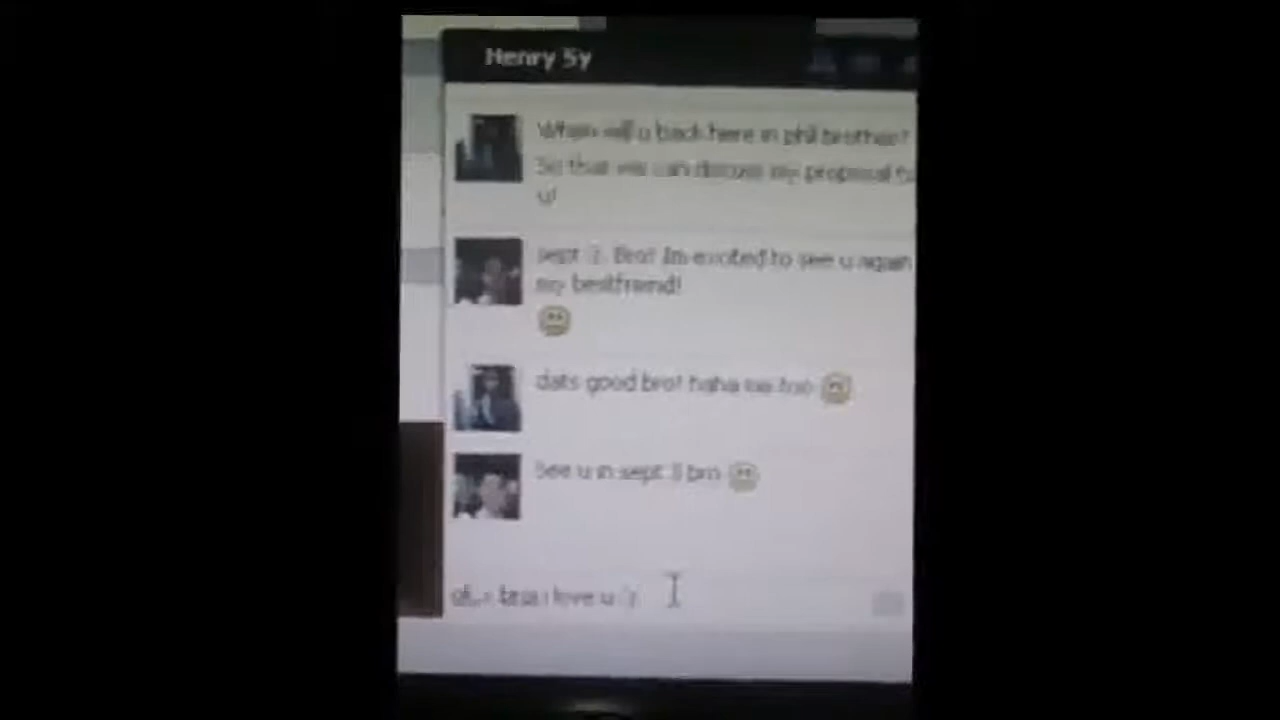 Henry Sy
When will u back here in phil brother?
So that we can discuss my proposal to
u!
sept Bro! Im excited to see u again
my bestfriend!
dats good bro! haha me too
See u in sept 3 bro
bro i love u